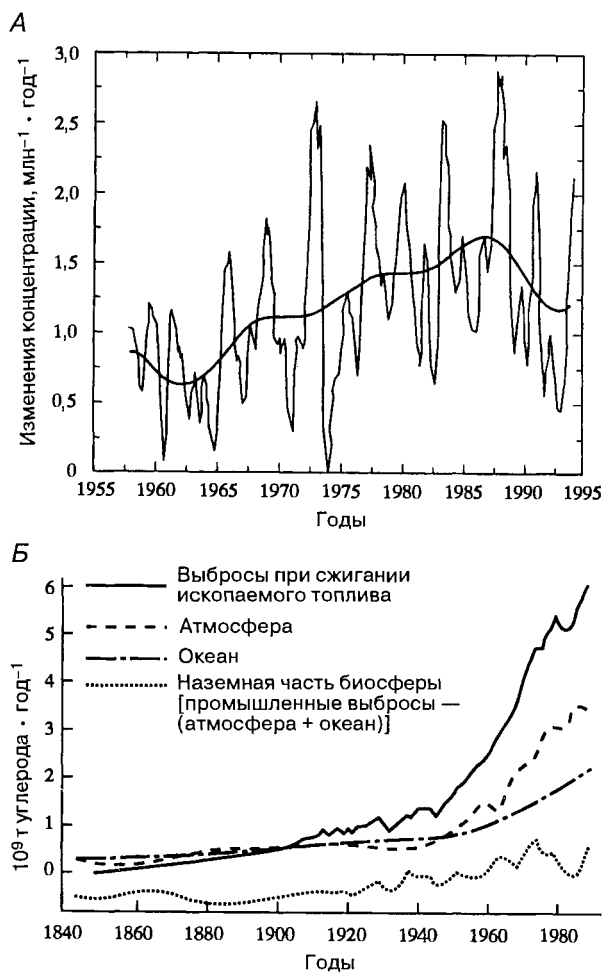 А
Изменения концентрации, млн⁻¹ · год⁻¹
3,0
2,5
2,0
1,5
1,0
0,5
0
1955 1960 1965 1970 1975 1980 1985 1990 1995
Годы
Б
10⁹ т углерода · год⁻¹
6
5
4
3
2
1
0
Выбросы при сжигании
ископаемого топлива
Атмосфера
Океан
Наземная часть биосферы
[промышленные выбросы —
(атмосфера + океан)]
1840 1860 1880 1900 1920 1940 1960 1980
Годы